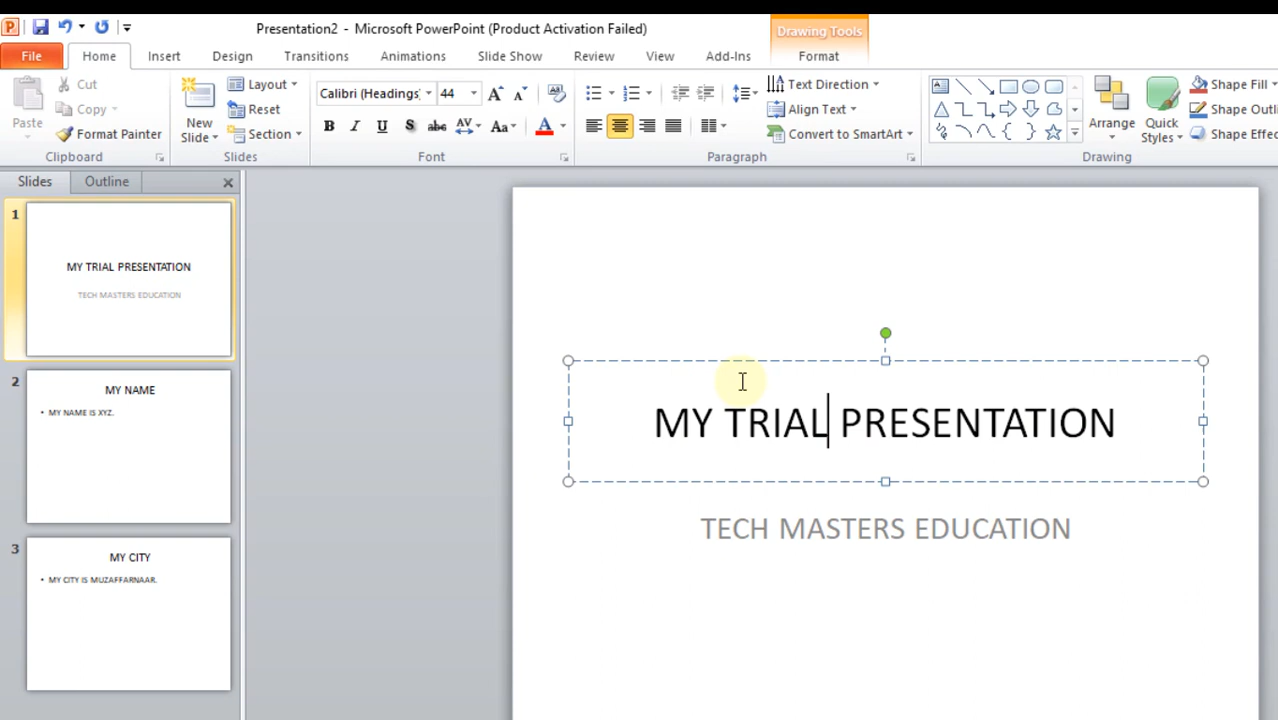 Presentation2 - Microsoft PowerPoint (Product Activation Failed)
Drawing Tools
File Home Insert Design Transitions Animations Slide Show Review View Add-Ins Format
Paste
Cut
Copy
Format Painter
Clipboard
New Slide
Layout
Reset
Section
Slides
Calibri (Headings) 44
B I U S abc AV Aa A
Font
Text Direction
Align Text
Convert to SmartArt
Paragraph
Arrange
Quick Styles
Shape Fill
Shape Outl
Shape Effec
Drawing
Slides Outline
1
MY TRIAL PRESENTATION
TECH MASTERS EDUCATION
2
MY NAME
• MY NAME IS XYZ.
3
MY CITY
• MY CITY IS MUZAFFARNAAR.
MY TRIAL PRESENTATION
TECH MASTERS EDUCATION